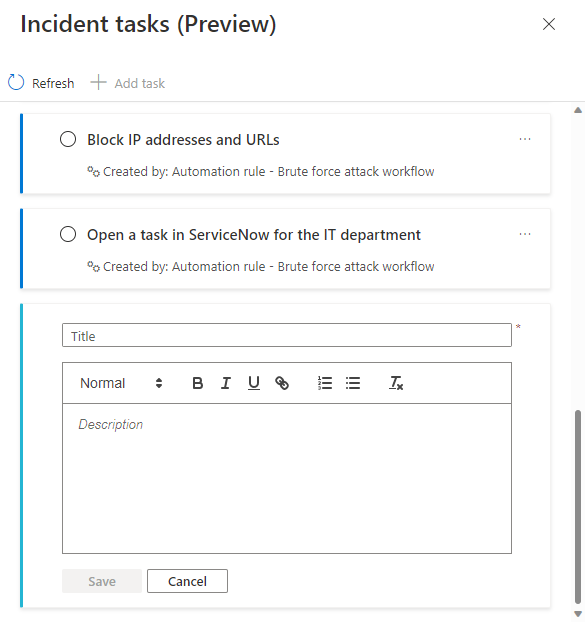 Incident tasks (Preview)
Refresh
Add task
Block IP addresses and URLs
...
Created by: Automation rule - Brute force attack workflow
Open a task in ServiceNow for the IT department
...
Created by: Automation rule - Brute force attack workflow
Title
*
Normal B I U
Description
Save Cancel